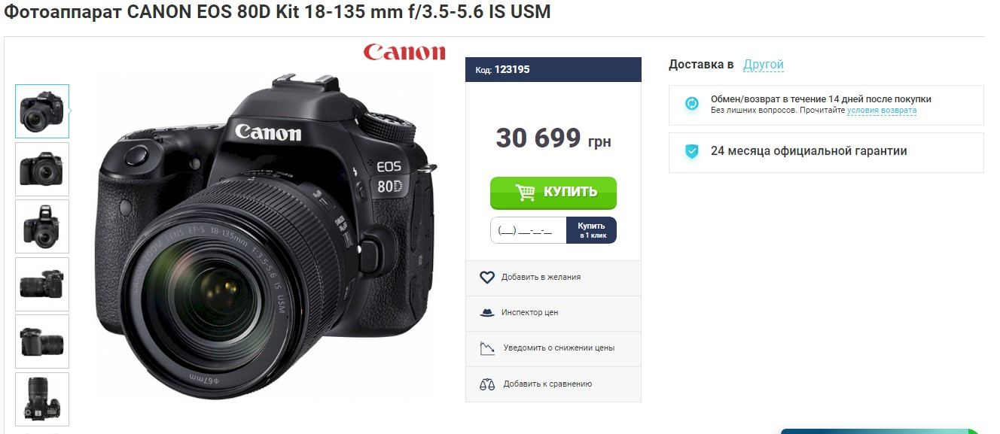 Фотоаппарат CANON EOS 80D Kit 18-135 mm f/3.5-5.6 IS USM
Canon
Canon
EOS
80D
CANON ZOOM LENS EF-S 18-135mm 1:3.5-5.6 IS USM
ϕ67mm
Код: 123195
30 699 грн
КУПИТЬ
(__) ___-__-__
Купить
в 1 клик
Добавить в желания
Инспектор цен
Уведомить о снижении цены
Добавить к сравнению
Доставка в Другой
Обмен/возврат в течение 14 дней после покупки
Без лишних вопросов. Прочитайте условия возврата
24 месяца официальной гарантии